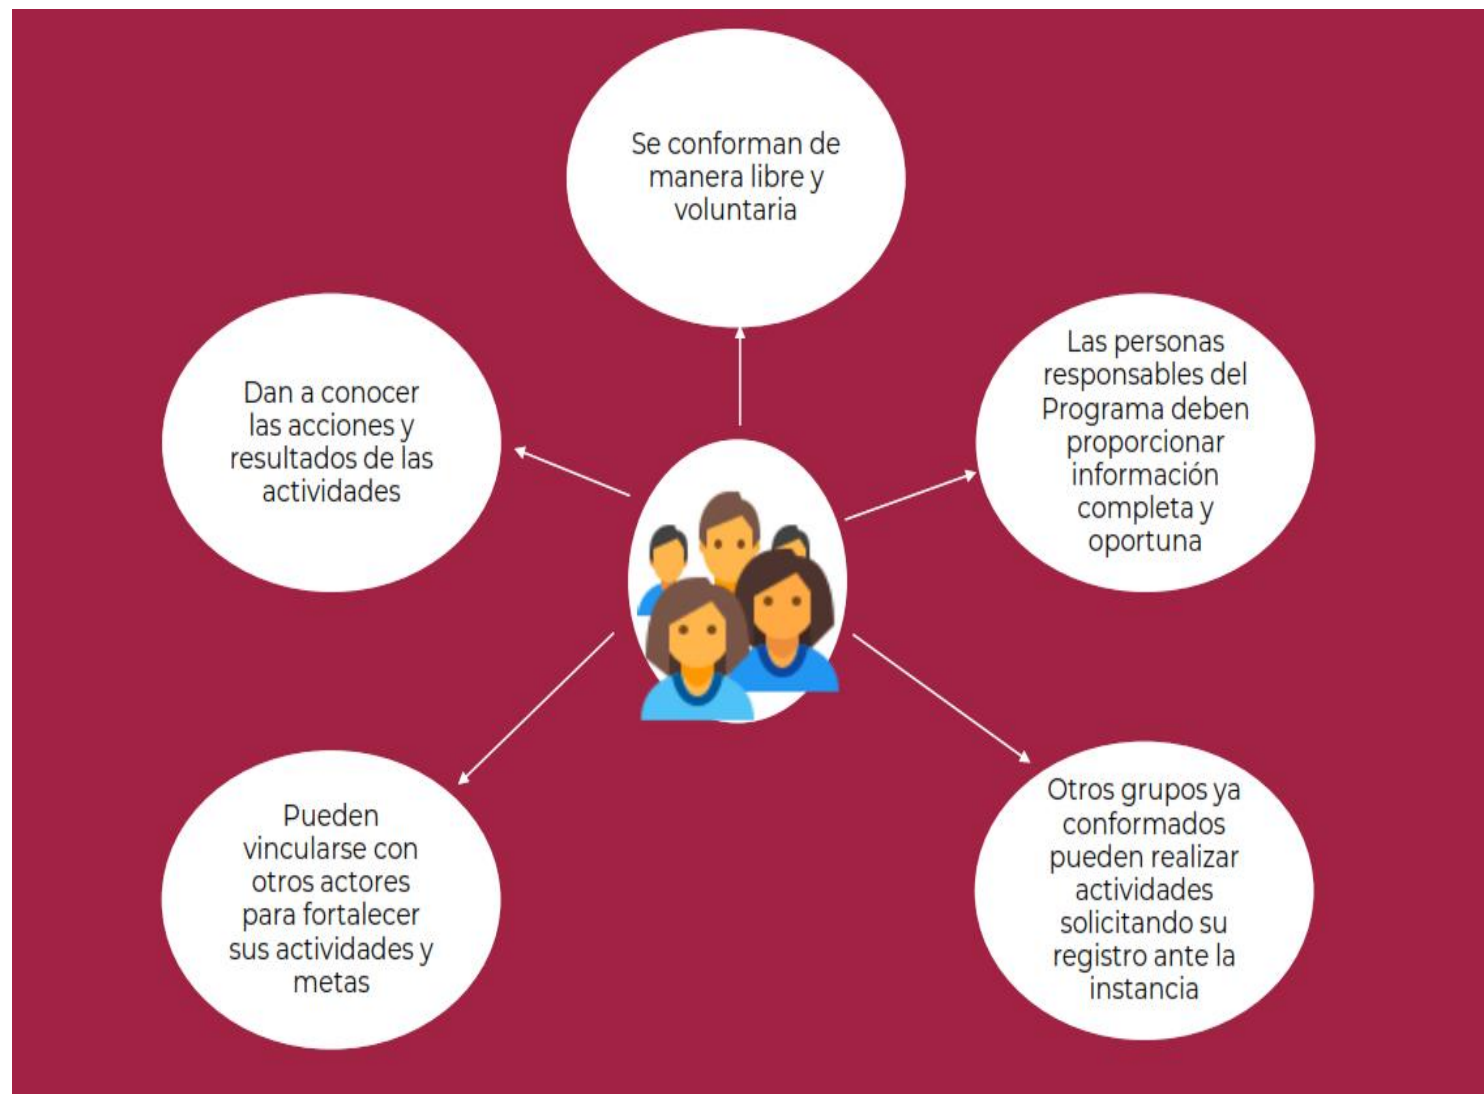 Se conforman de
manera libre y
voluntaria
Dan a conocer
las acciones y
resultados de las
actividades
Las personas
responsables del
Programa deben
proporcionar
información
completa y
oportuna
Pueden
vincularse con
otros actores
para fortalecer
sus actividades y
metas
Otros grupos ya
conformados
pueden realizar
actividades
solicitando su
registro ante la
instancia